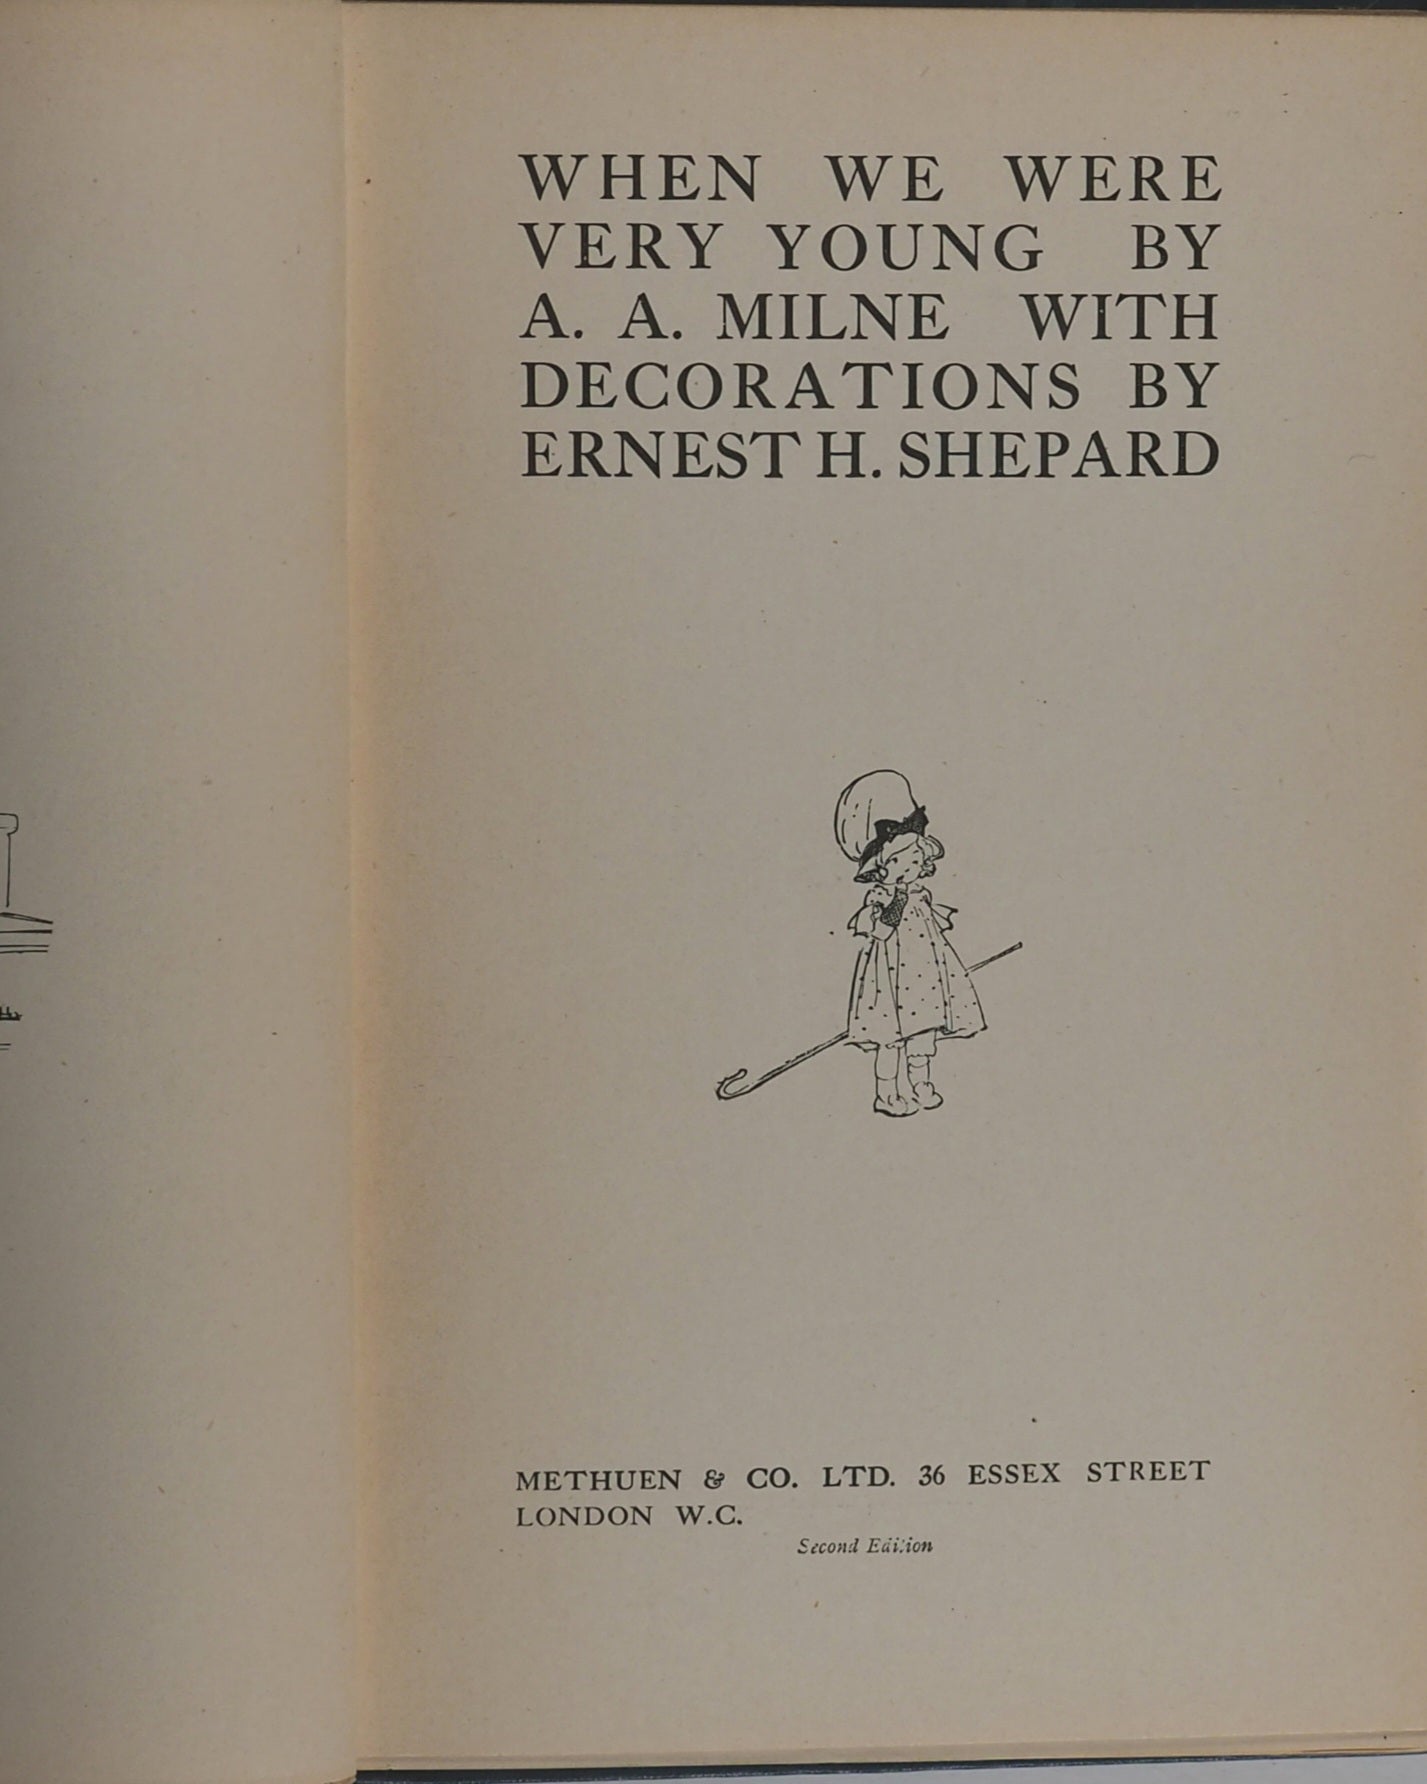 WHEN WE WERE
VERY YOUNG BY
A. A. MILNE WITH
DECORATIONS BY
ERNEST H. SHEPARD
METHUEN & CO. LTD. 36 ESSEX STREET
LONDON W.C.
Second Edition